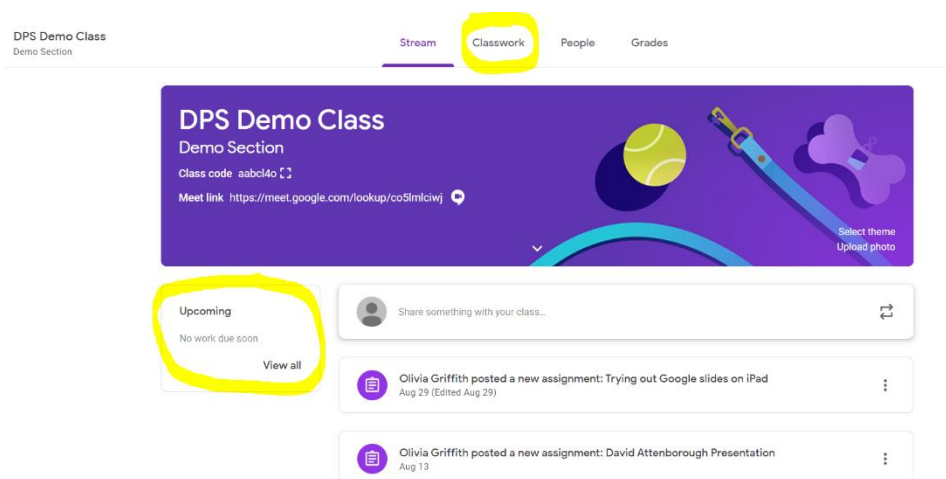 DPS Demo Class
Demo Section
Stream Classwork People Grades
DPS Demo Class
Demo Section
Class code aabcl4o
Meet link https://meet.google.com/lookup/co5lmlciwj
Select theme
Upload photo
Upcoming
No work due soon
View all
Share something with your class...
Olivia Griffith posted a new assignment: Trying out Google slides on iPad
Aug 29 (Edited Aug 29)
Olivia Griffith posted a new assignment: David Attenborough Presentation
Aug 13